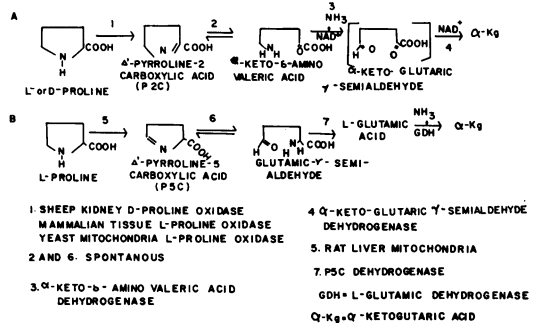 A
1
2
3
NH₃
NAD⁺
NAD⁺
4
α-Kg
N
H
COOH
N
COOH
NH₂
O
COOH
H
O
O
COOH
L⁻ or D-PROLINE
Δ'-PYRROLINE-2
CARBOXYLIC ACID
(P2C)
α-KETO-6-AMINO
VALERIC ACID
α-KETO-GLUTARIC
γ-SEMIALDEHYDE
B
5
6
7
L-GLUTAMIC
ACID
NH₃
GDH
α-Kg
N
H
COOH
N
COOH
H
O
NH₂
COOH
L-PROLINE
Δ'-PYRROLINE-5
CARBOXYLIC ACID
(P5C)
GLUTAMIC-γ-SEMI-
ALDEHYDE
1. SHEEP KIDNEY D-PROLINE OXIDASE
MAMMALIAN TISSUE L-PROLINE OXIDASE
YEAST MITOCHONDRIA L-PROLINE OXIDASE
2 AND 6. SPONTANOUS
3. α-KETO-b-AMINO VALERIC ACID
DEHYDROGENASE
4 α-KETO-GLUTARIC γ-SEMIALDEHYDE
DEHYDROGENASE
5. RAT LIVER MITOCHONDRIA
7. P5C DEHYDROGENASE
GDH = L-GLUTAMIC DEHYDROGENASE
α-Kg = α-KETOGUTARIC ACID